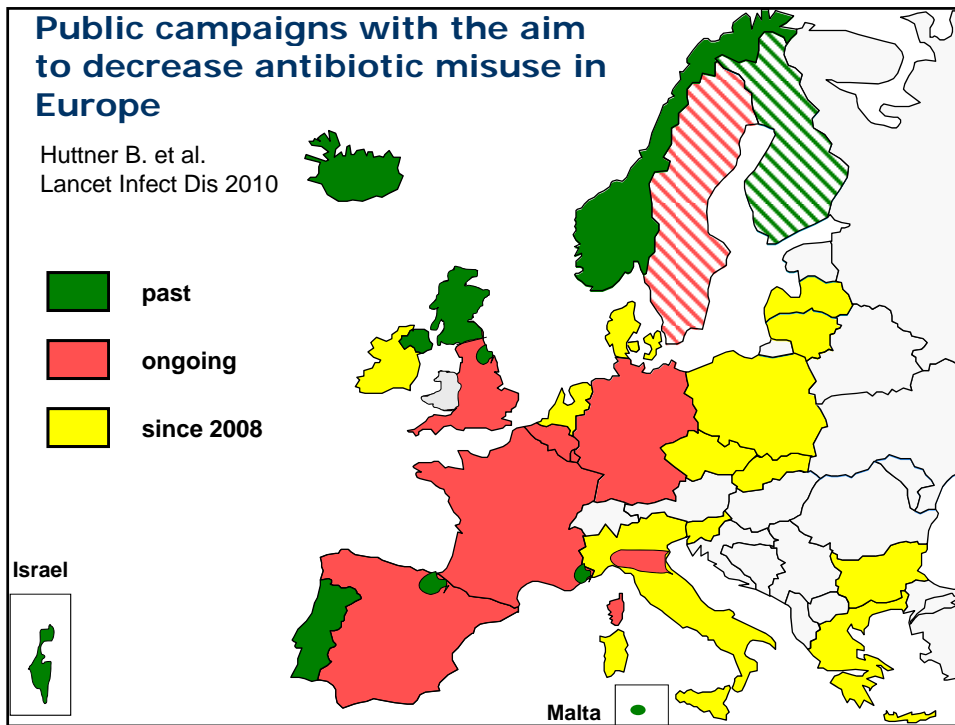 Public campaigns with the aim
to decrease antibiotic misuse in
Europe
Huttner B. et al.
Lancet Infect Dis 2010
past
ongoing
since 2008
Israel
Malta